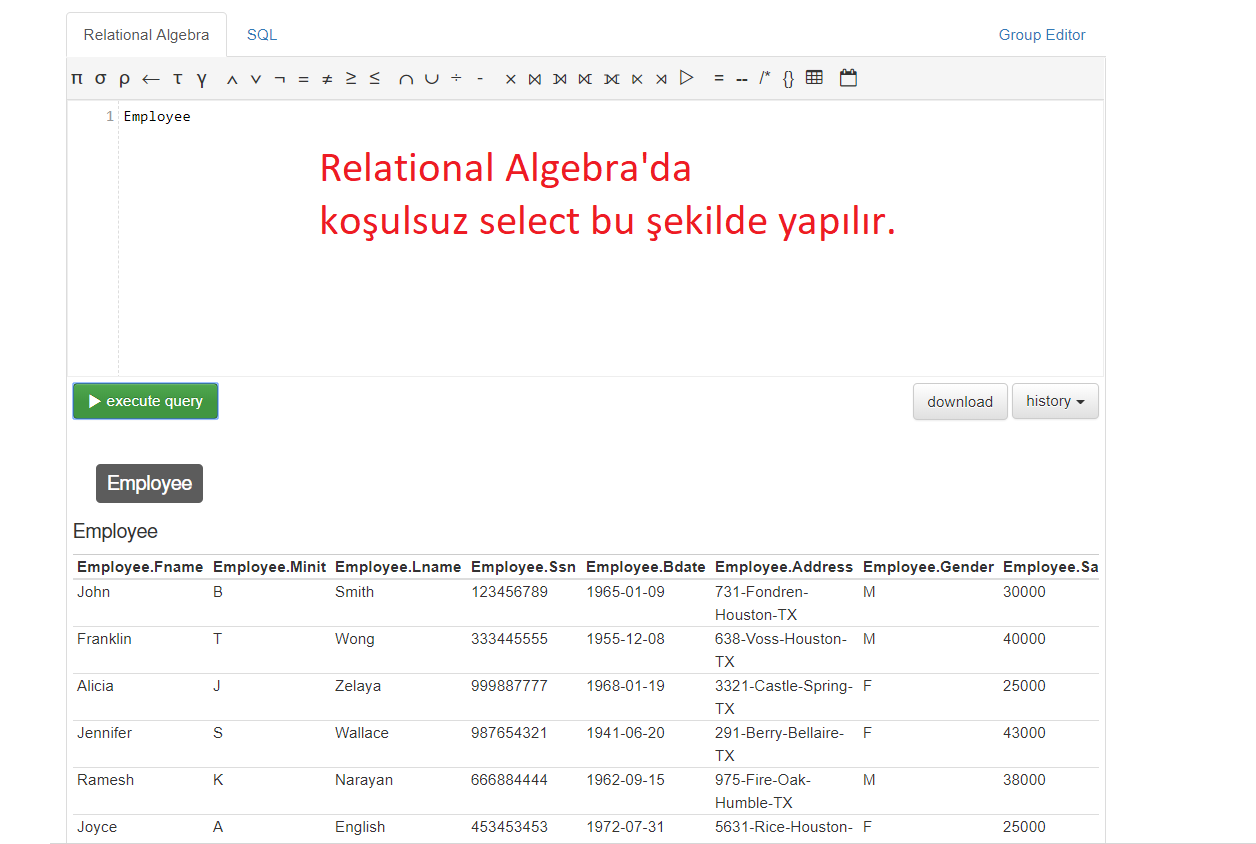 Relational Algebra SQL Group Editor
π σ ρ ← τ γ ∧ ∨ ¬ = ≠ ≥ ≤ ∩ ∪ ÷ - × ⋈ ⟕ ⟖ ⟗ ⋉ ⋊ ▷ = -- /* {}
1 Employee
Relational Algebra'da
koşulsuz select bu şekilde yapılır.
execute query download history
Employee
Employee
Employee.Fname Employee.Minit Employee.Lname Employee.Ssn Employee.Bdate Employee.Address Employee.Gender Employee.Sa
John B Smith 123456789 1965-01-09 731-Fondren- M 30000
Houston-TX
Franklin T Wong 333445555 1955-12-08 638-Voss-Houston- M 40000
TX
Alicia J Zelaya 999887777 1968-01-19 3321-Castle-Spring- F 25000
TX
Jennifer S Wallace 987654321 1941-06-20 291-Berry-Bellaire- F 43000
TX
Ramesh K Narayan 666884444 1962-09-15 975-Fire-Oak- M 38000
Humble-TX
Joyce A English 453453453 1972-07-31 5631-Rice-Houston- F 25000